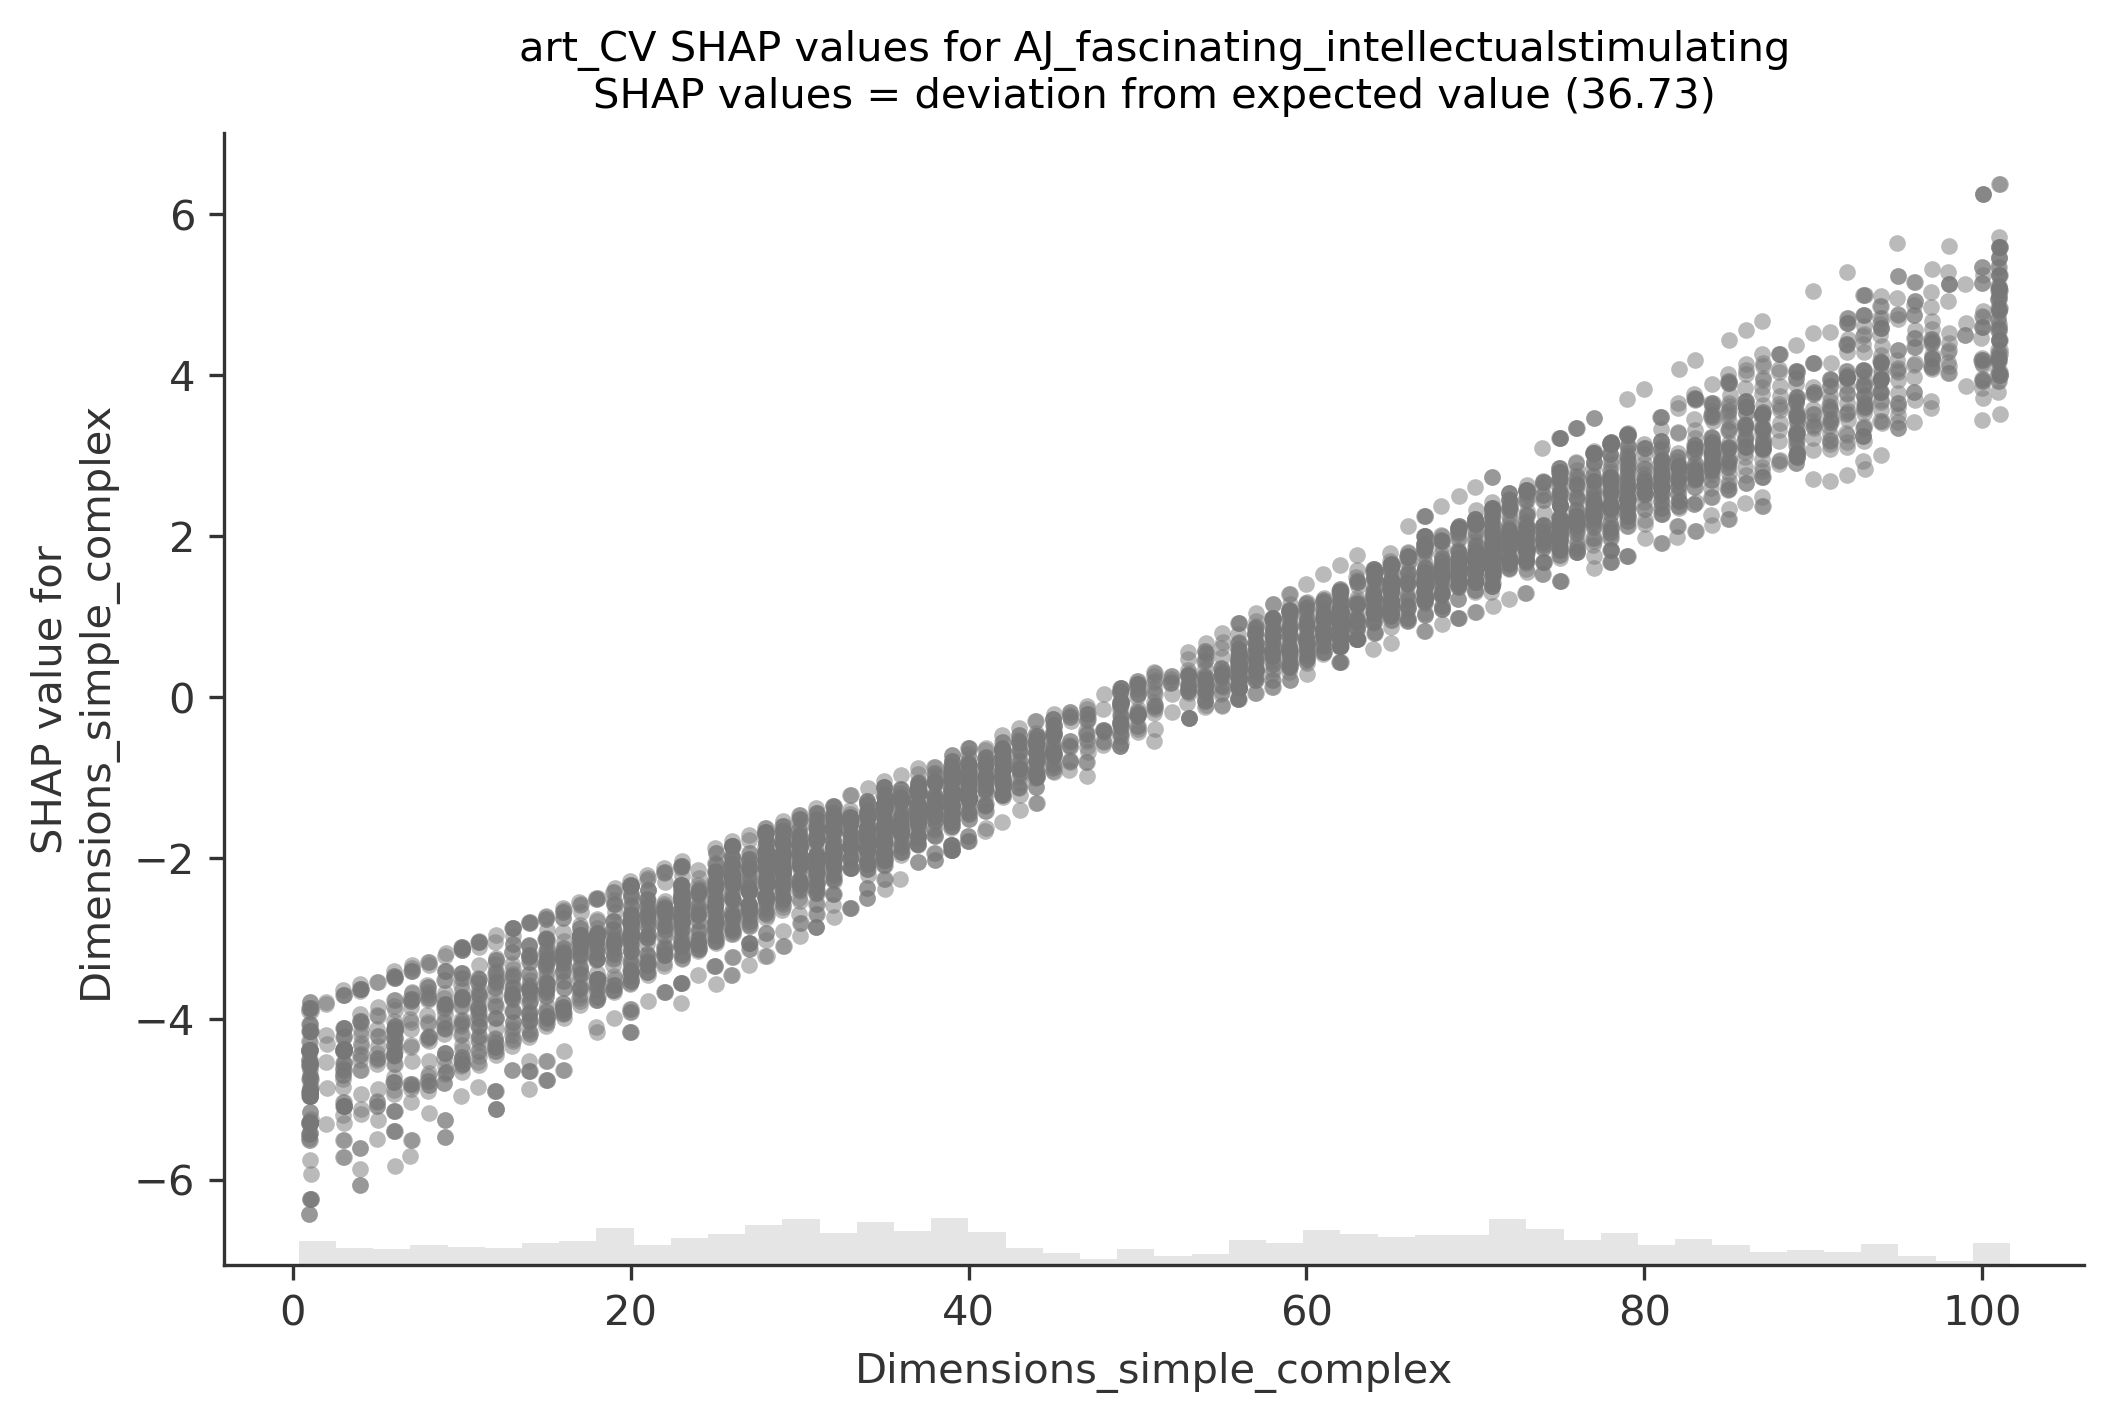 art_CV SHAP values for AJ_fascinating_intellectualstimulating
SHAP values = deviation from expected value (36.73)
SHAP value for
Dimensions_simple_complex
6
4
2
0
−2
−4
−6
0
20
40
60
80
100
Dimensions_simple_complex